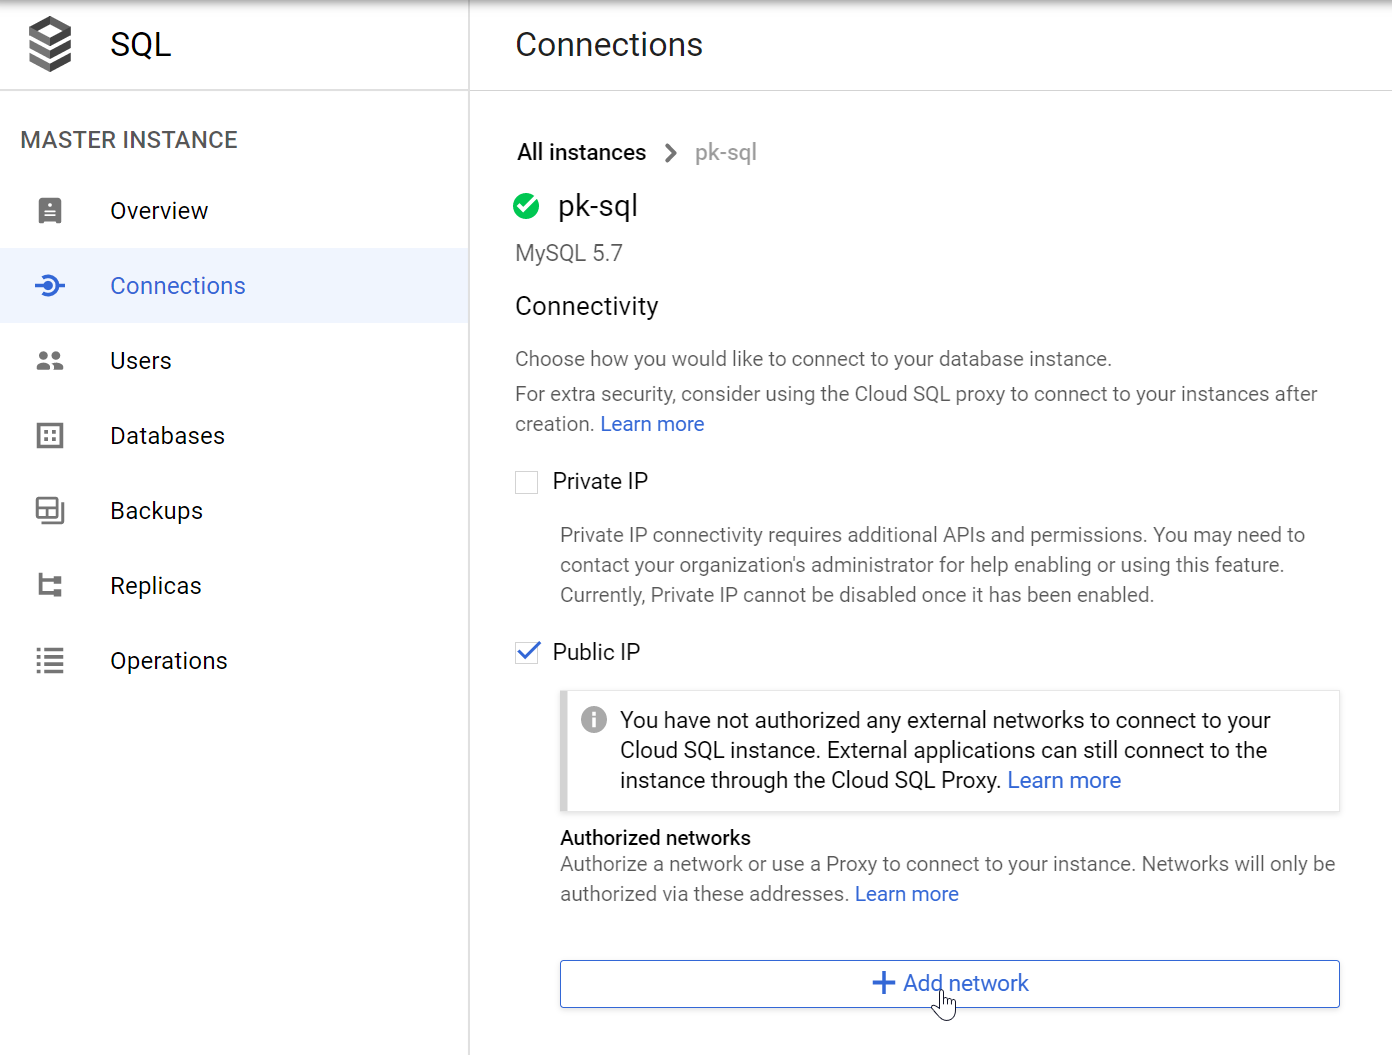 SQL
Connections
MASTER INSTANCE
Overview
Connections
Users
Databases
Backups
Replicas
Operations
All instances > pk-sql
pk-sql
MySQL 5.7
Connectivity
Choose how you would like to connect to your database instance.
For extra security, consider using the Cloud SQL proxy to connect to your instances after
creation. Learn more
Private IP
Private IP connectivity requires additional APIs and permissions. You may need to
contact your organization's administrator for help enabling or using this feature.
Currently, Private IP cannot be disabled once it has been enabled.
Public IP
You have not authorized any external networks to connect to your
Cloud SQL instance. External applications can still connect to the
instance through the Cloud SQL Proxy. Learn more
Authorized networks
Authorize a network or use a Proxy to connect to your instance. Networks will only be
authorized via these addresses. Learn more
+ Add network